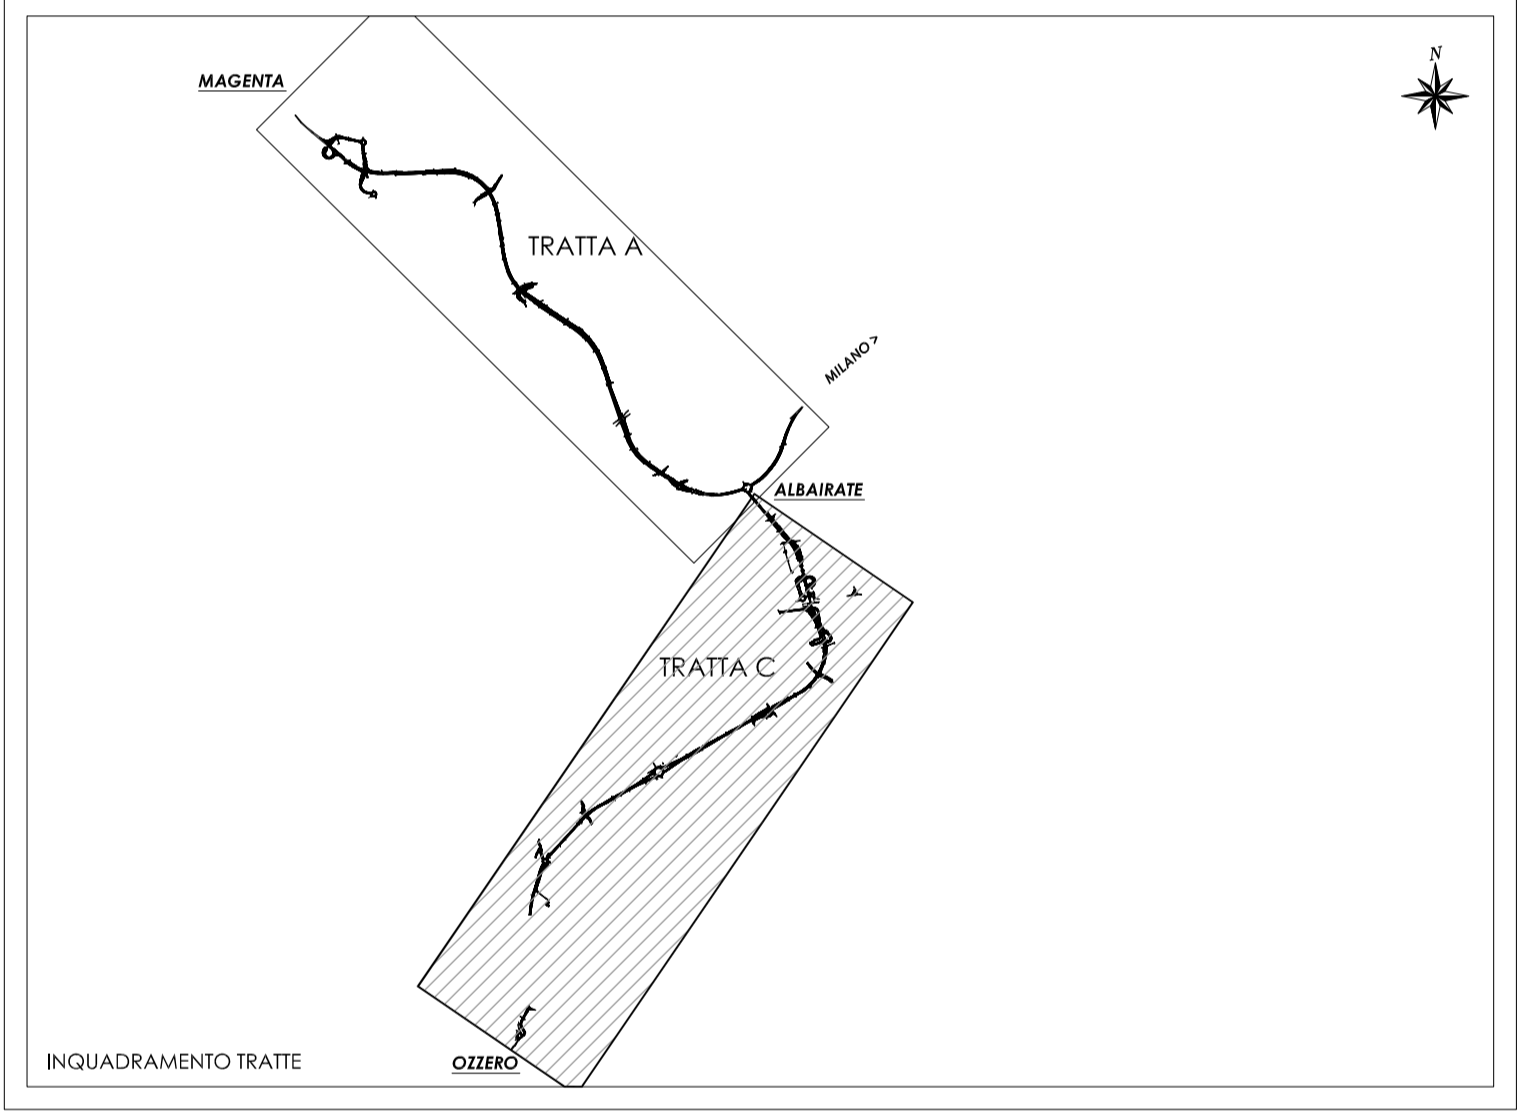 N
MAGENTA
TRATTA A
MILANO >
ALBAIRATE
TRATTA C
INQUADRAMENTO TRATTE
OZZERO